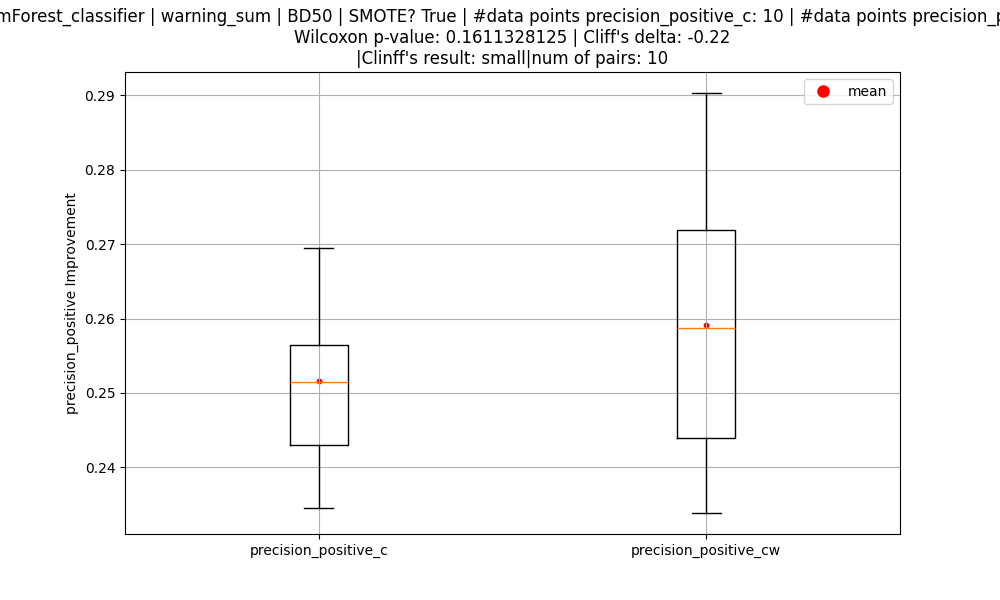 mForest_classifier | warning_sum | BD50 | SMOTE? True | #data points precision_positive_c: 10 | #data points precision_p
Wilcoxon p-value: 0.1611328125 | Cliff's delta: -0.22
|Clinff's result: small|num of pairs: 10
mean
0.29
0.28
0.27
0.26
0.25
0.24
precision_positive Improvement
precision_positive_c
precision_positive_cw